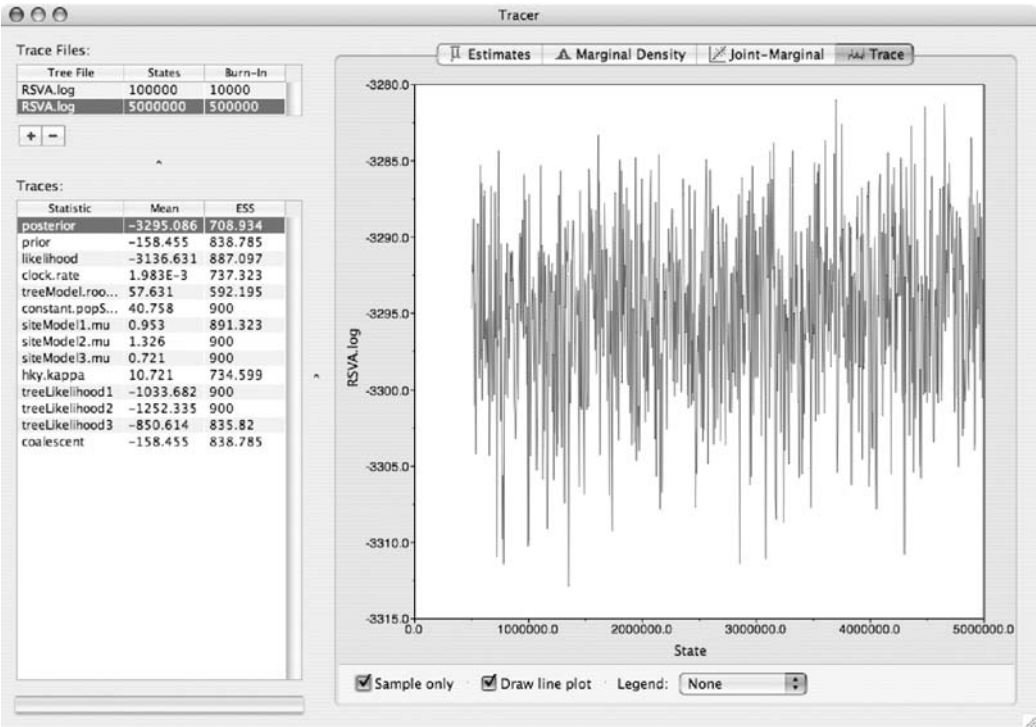 Tracer
Trace Files:
Tree File States Burn-In
RSVA.log 100000 10000
RSVA.log 5000000 500000
+ −
Traces:
Statistic Mean ESS
posterior -3295.086 708.934
prior -158.455 838.785
likelihood -3136.631 887.097
clock.rate 1.983E-3 737.323
treeModel.roo... 57.631 592.195
constant.popS... 40.758 900
siteModel1.mu 0.953 891.323
siteModel2.mu 1.326 900
siteModel3.mu 0.721 900
hky.kappa 10.721 734.599
treeLikelihood1 -1033.682 900
treeLikelihood2 -1252.335 900
treeLikelihood3 -850.614 835.82
coalescent -158.455 838.785
Estimates Marginal Density Joint-Marginal Trace
-3280.0
-3285.0
-3290.0
-3295.0
-3300.0
-3305.0
-3310.0
-3315.0
RSVA.log
0.0 1000000.0 2000000.0 3000000.0 4000000.0 5000000.0
State
Sample only Draw line plot Legend: None